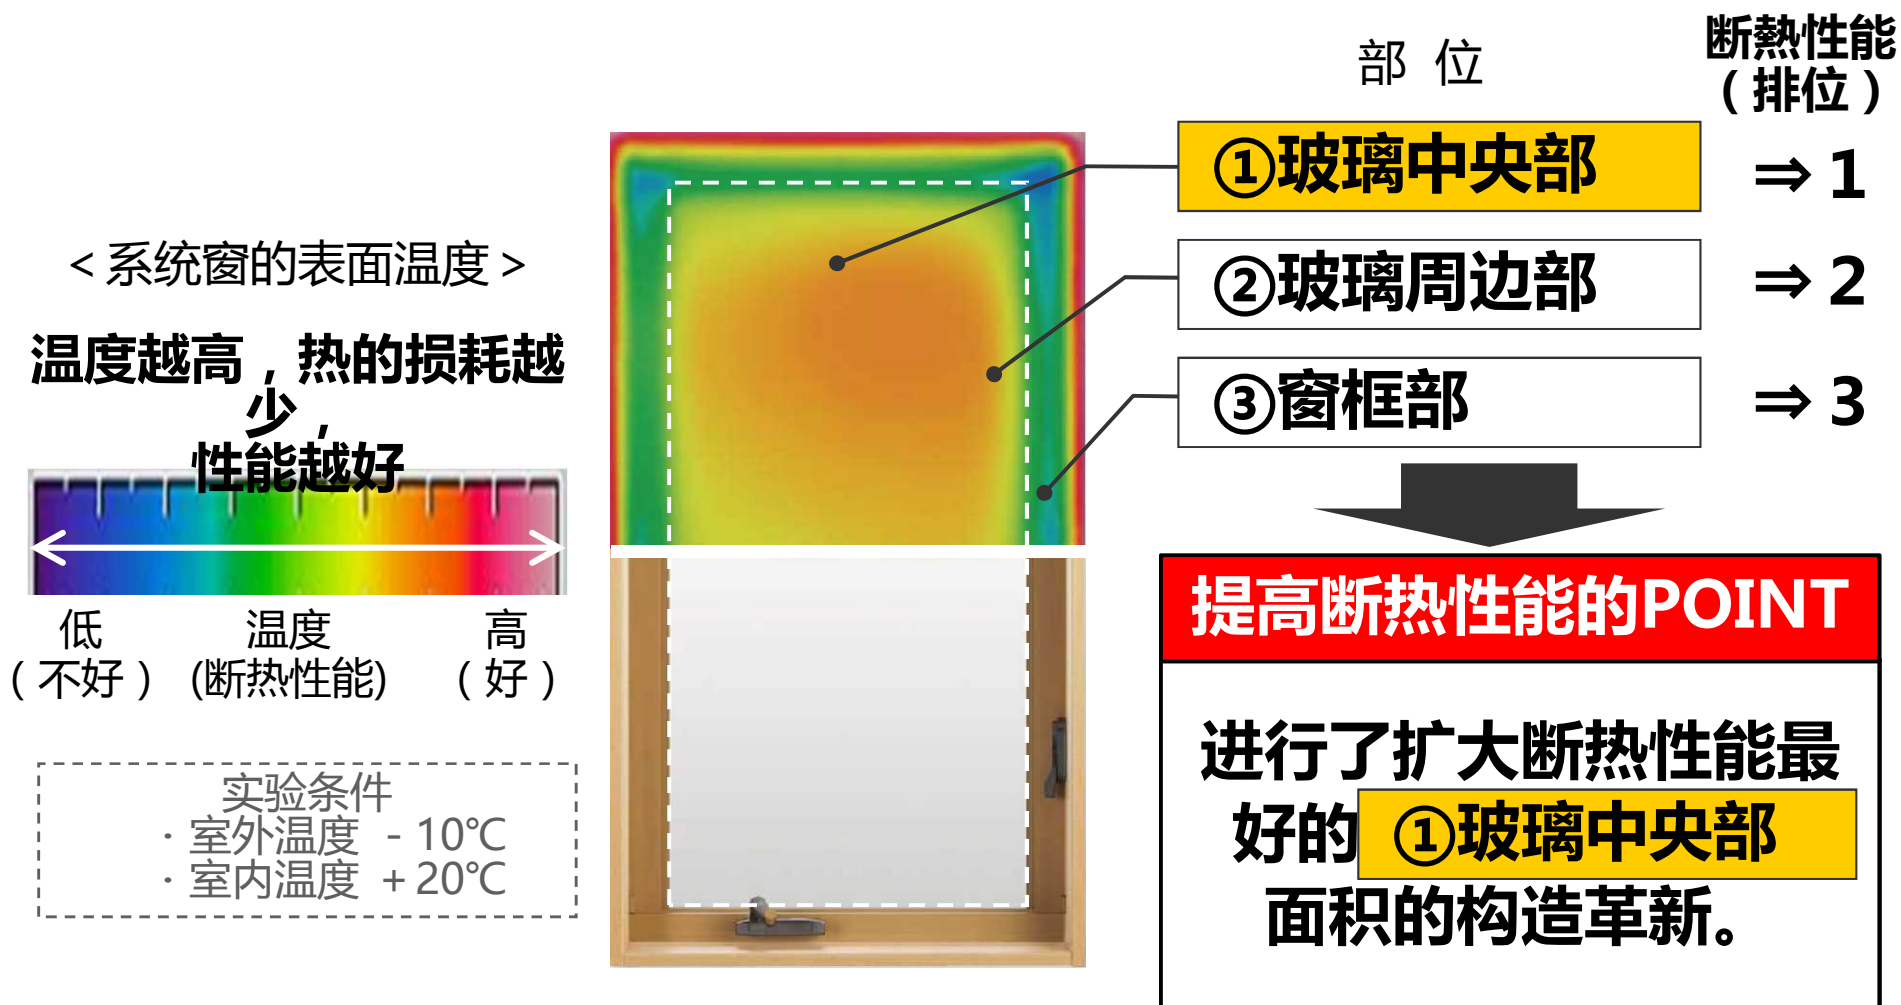 部 位
断熱性能
（排位）
①玻璃中央部
⇒ 1
②玻璃周边部
⇒ 2
③窗框部
⇒ 3
＜系统窗的表面温度＞
温度越高，热的损耗越
少，
性能越好
低 温度 高
（不好） (断热性能) （好）
实验条件
・室外温度 －10℃
・室内温度 ＋20℃
提高断热性能的POINT
进行了扩大断热性能最
好的 ①玻璃中央部
面积的构造革新。